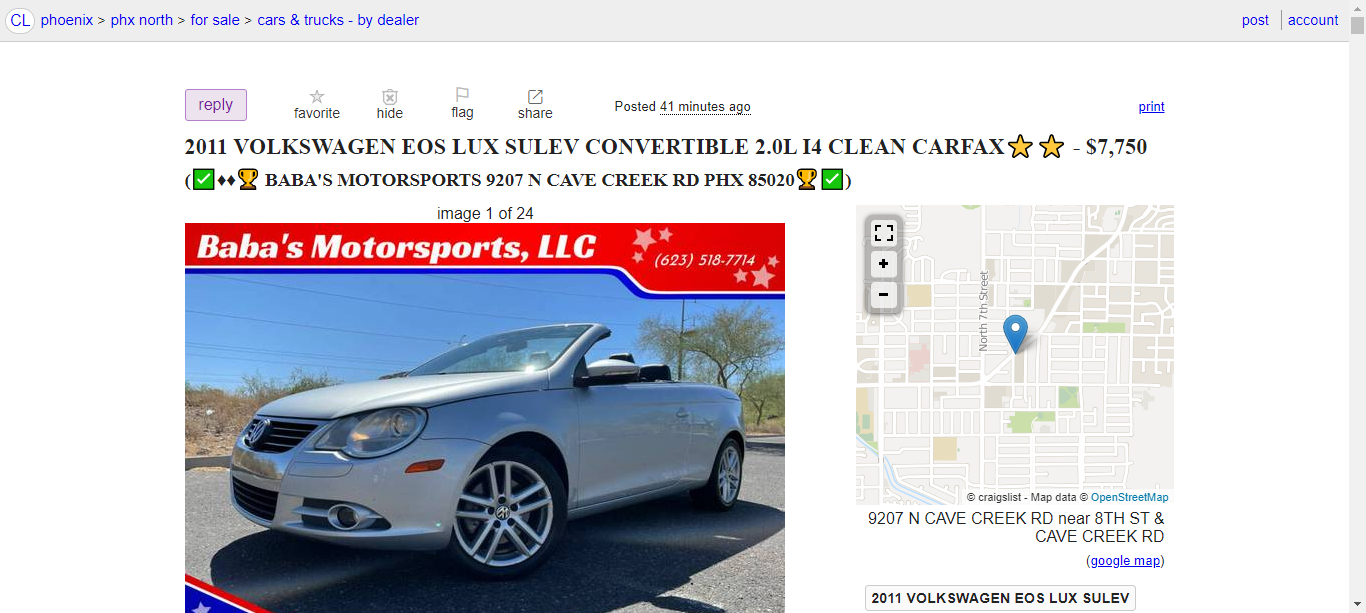 CL phoenix > phx north > for sale > cars & trucks - by dealer post account
reply favorite hide flag share Posted 41 minutes ago print
2011 VOLKSWAGEN EOS LUX SULEV CONVERTIBLE 2.0L I4 CLEAN CARFAX⭐ ⭐ - $7,750
(✅♦♦🏆 BABA'S MOTORSPORTS 9207 N CAVE CREEK RD PHX 85020🏆✅)
image 1 of 24
Baba's Motorsports, LLC
(623) 518-7714
+
-
North 7th Street
© craigslist - Map data © OpenStreetMap
9207 N CAVE CREEK RD near 8TH ST &
CAVE CREEK RD
(google map)
2011 VOLKSWAGEN EOS LUX SULEV